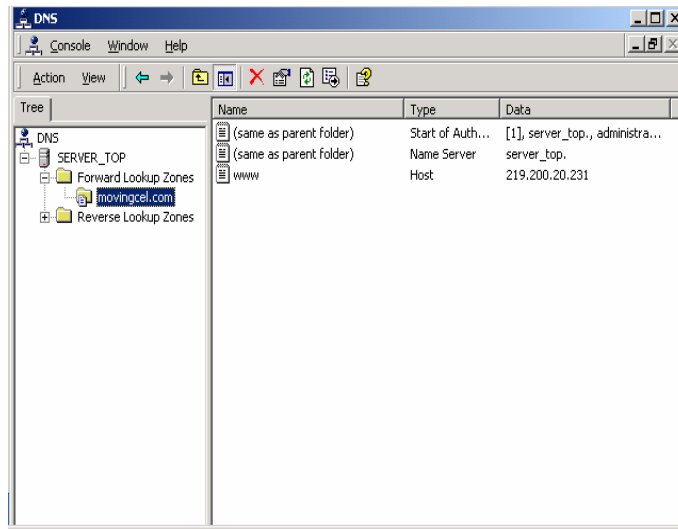 DNS
Console Window Help
Action View
Tree
DNS
SERVER_TOP
Forward Lookup Zones
movingcel.com
Reverse Lookup Zones
Name Type Data
(same as parent folder) Start of Auth... [1], server_top., administra...
(same as parent folder) Name Server server_top.
www Host 219.200.20.231